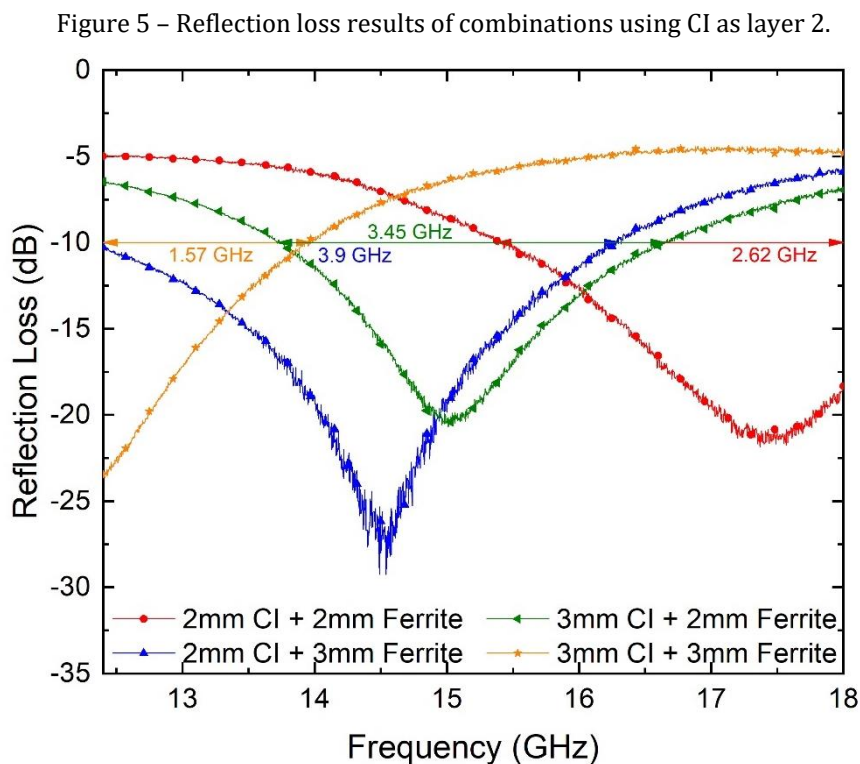 Figure 5 – Reflection loss results of combinations using CI as layer 2.
0
-5
-10
-15
-20
-25
-30
-35
Reflection Loss (dB)
3.45 GHz
1.57 GHz
3.9 GHz
2.62 GHz
2mm CI + 2mm Ferrite
3mm CI + 2mm Ferrite
2mm CI + 3mm Ferrite
3mm CI + 3mm Ferrite
13
14
15
16
17
18
Frequency (GHz)